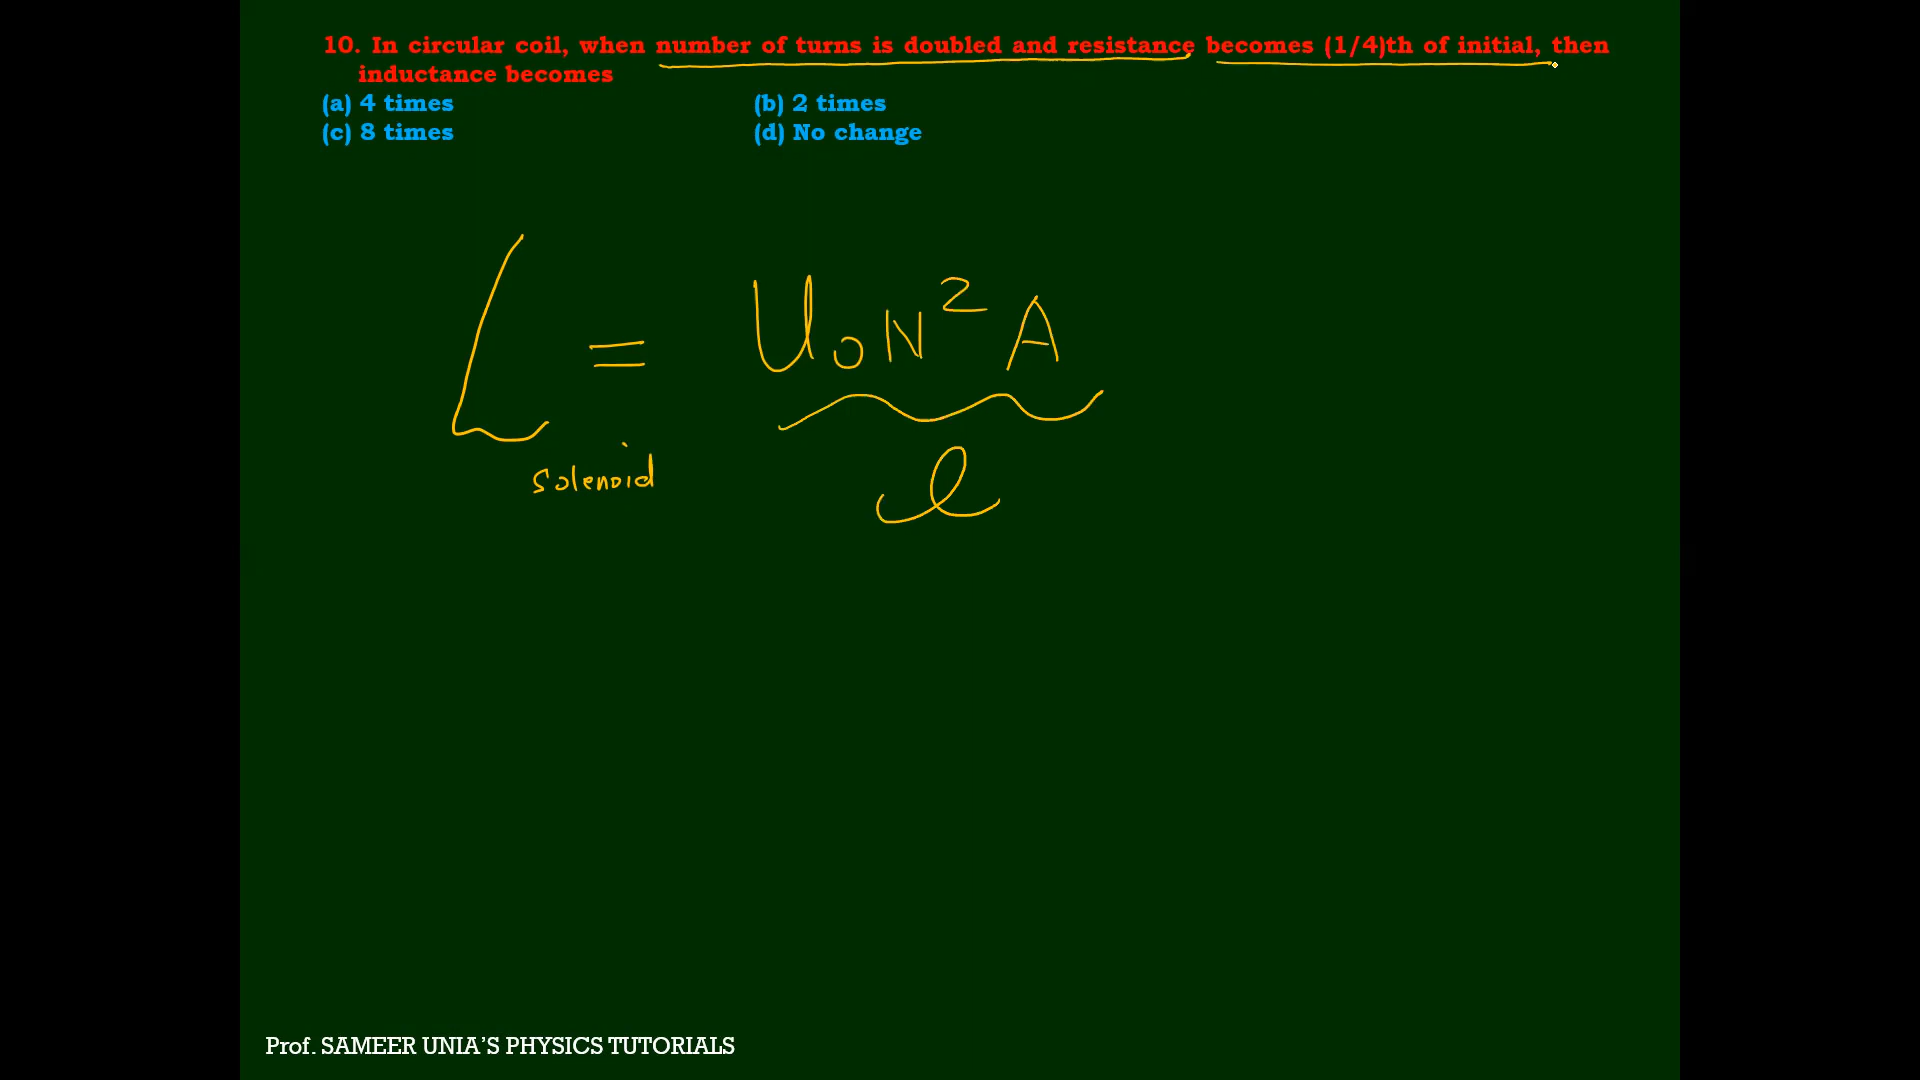 10. In circular coil, when number of turns is doubled and resistance becomes (1/4)th of initial, then
inductance becomes
(a) 4 times (b) 2 times
(c) 8 times (d) No change
L = U₀N²A
solenoid
l
Prof. SAMEER UNIA'S PHYSICS TUTORIALS